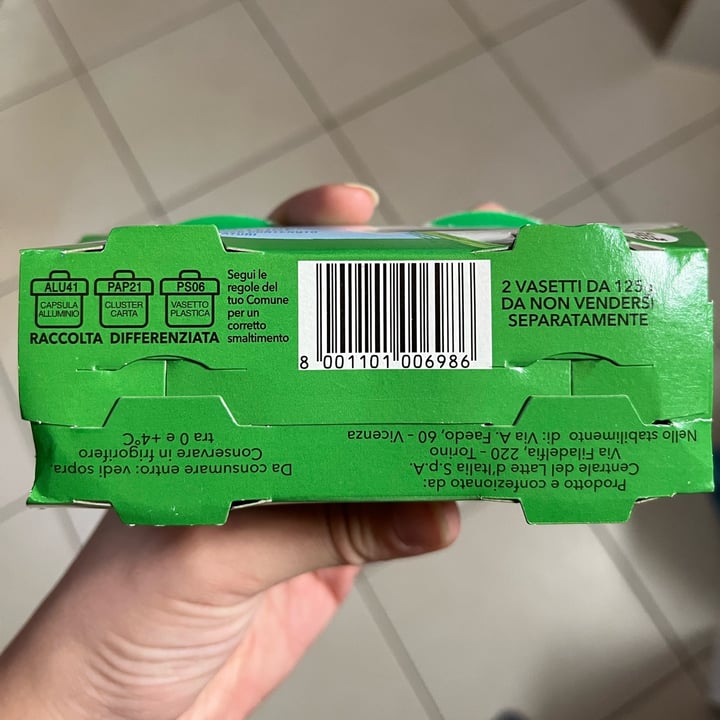 ALU41
CAPSULA
ALLUMINIO
PAP21
CLUSTER
CARTA
PS06
VASETTO
PLASTICA
RACCOLTA DIFFERENZIATA
Segui le
regole del
tuo Comune
per un
corretto
smaltimento
8 001101 006986
2 VASETTI DA 125g
DA NON VENDERSI
SEPARATAMENTE
Prodotto e confezionato da:
Centrale del Latte d'Italia S.p.A.
Via Filadelfia, 220 - Torino
Nello stabilimento di: Via A. Faedo, 60 - Vicenza
Da consumare entro: vedi sopra.
Conservare in frigorifero
tra 0 e +4°C